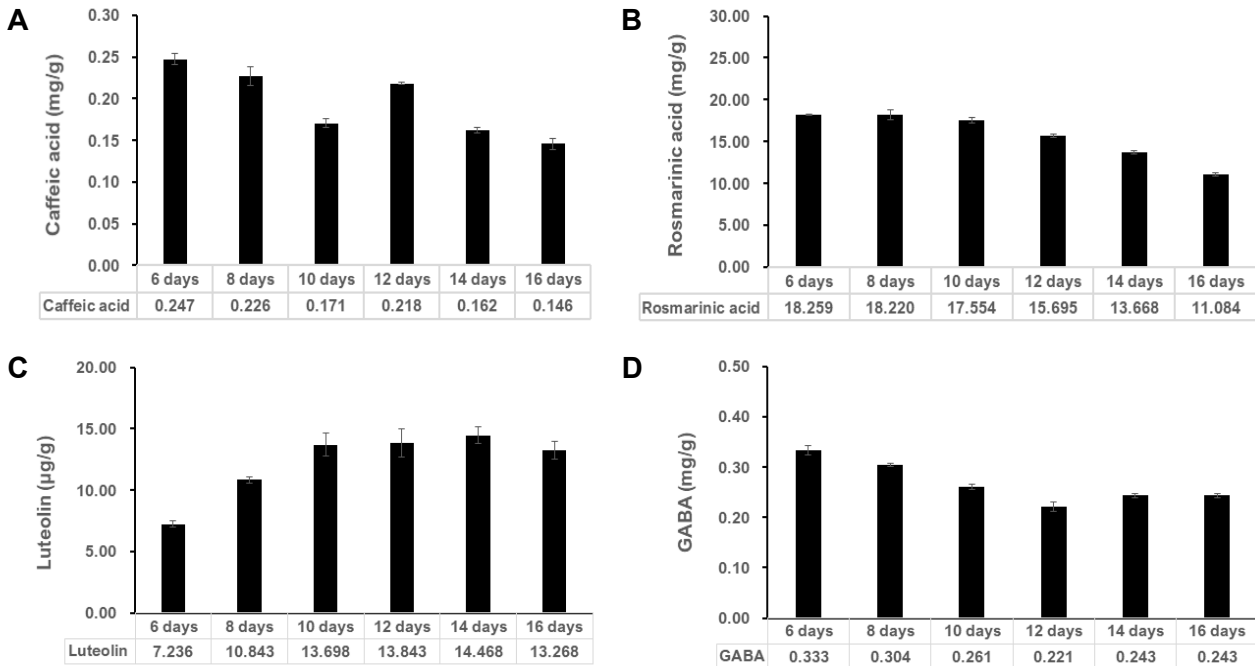 A
Caffeic acid (mg/g)
0.30
0.25
0.20
0.15
0.10
0.05
0.00
6 days 8 days 10 days 12 days 14 days 16 days
Caffeic acid 0.247 0.226 0.171 0.218 0.162 0.146
B
Rosmarinic acid (mg/g)
30.00
25.00
20.00
15.00
10.00
5.00
0.00
6 days 8 days 10 days 12 days 14 days 16 days
Rosmarinic acid 18.259 18.220 17.554 15.695 13.668 11.084
C
Luteolin (µg/g)
20.00
15.00
10.00
5.00
0.00
6 days 8 days 10 days 12 days 14 days 16 days
Luteolin 7.236 10.843 13.698 13.843 14.468 13.268
D
GABA (mg/g)
0.50
0.40
0.30
0.20
0.10
0.00
6 days 8 days 10 days 12 days 14 days 16 days
GABA 0.333 0.304 0.261 0.221 0.243 0.243